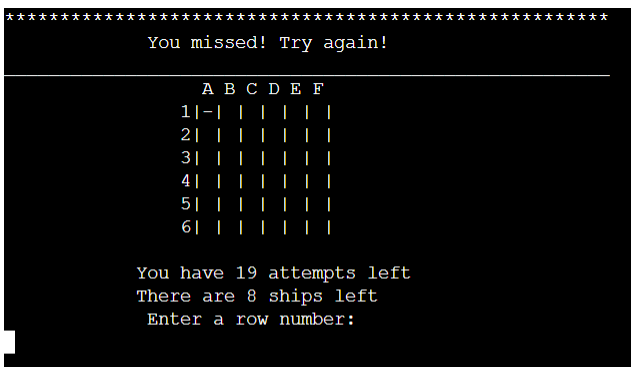 *******************************************************
You missed! Try again!
_______________________________________________________
A B C D E F
1|-| | | | | |
2| | | | | | |
3| | | | | | |
4| | | | | | |
5| | | | | | |
6| | | | | | |
You have 19 attempts left
There are 8 ships left
Enter a row number: